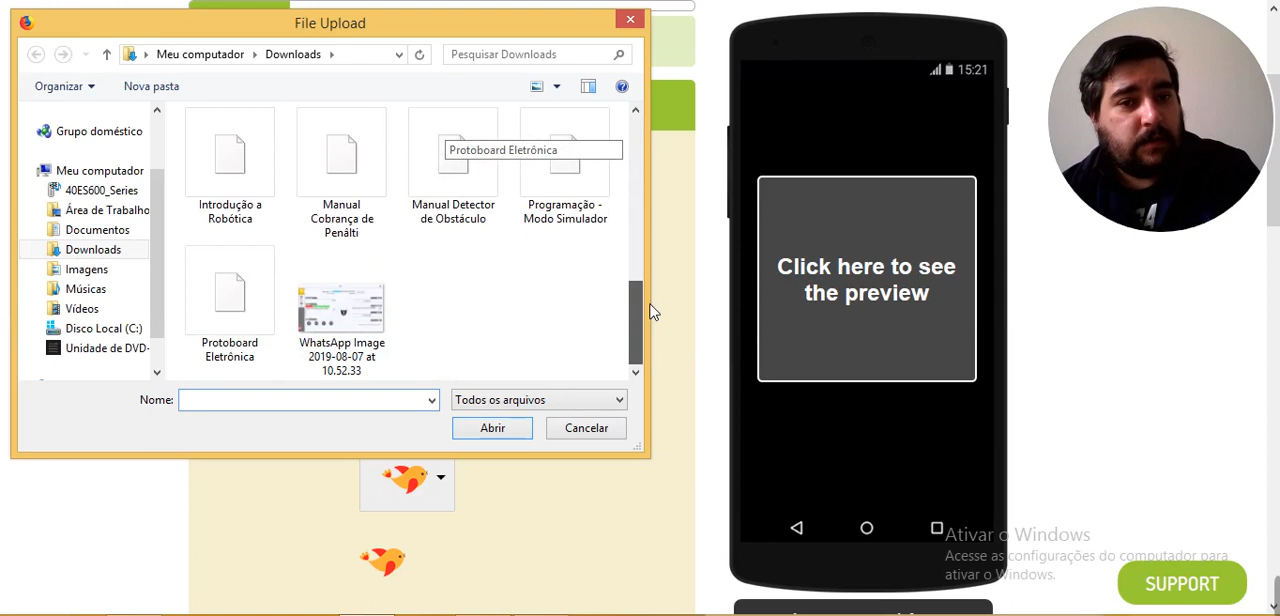 File Upload
Meu computador
Downloads
Pesquisar Downloads
Organizar
Nova pasta
Grupo doméstico
Meu computador
40ES600_Series
Área de Trabalho
Documentos
Downloads
Imagens
Músicas
Vídeos
Disco Local (C:)
Unidade de DVD-
Introdução a
Robótica
Manual
Cobrança de
Penâlti
Manual Detector
de Obstáculo
Programação -
Modo Simulador
Protoboard Eletrônica
Protoboard
Eletrônica
WhatsApp Image
2019-08-07 at
10.52.33
Nome:
Todos os arquivos
Abrir
Cancelar
15:21
Click here to see
the preview
Ativar o Windows
Acesse as configurações do computador para
ativar o Windows.
SUPPORT